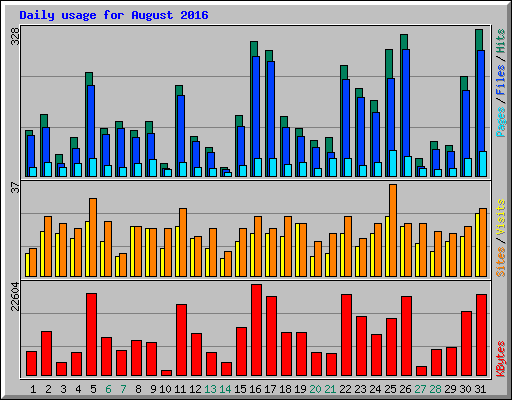 Daily usage for August 2016
328
Pages / Files / Hits
37
Sites / Visits
22604
KBytes
1 2 3 4 5 6 7 8 9 10 11 12 13 14 15 16 17 18 19 20 21 22 23 24 25 26 27 28 29 30 31